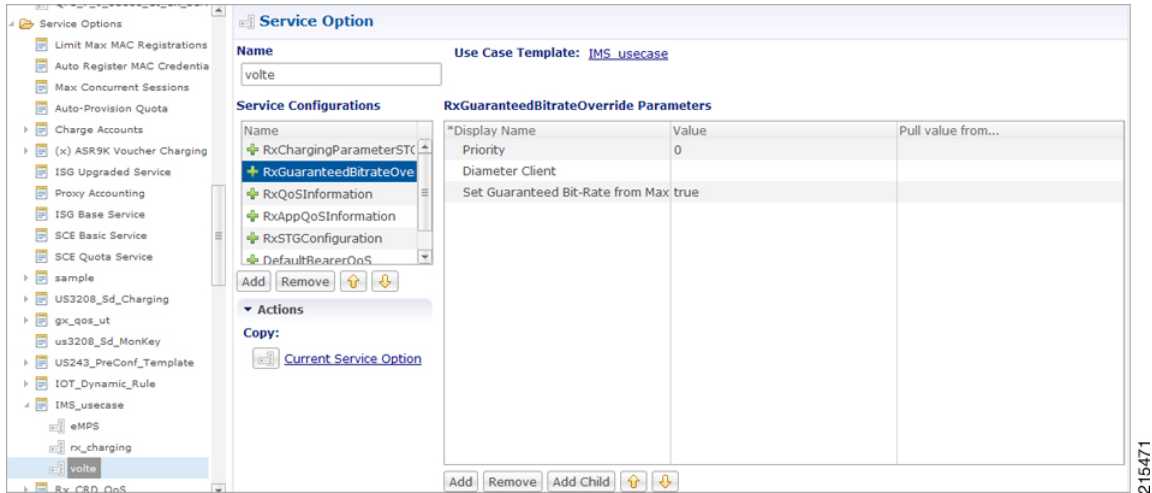 Service Options
Limit Max MAC Registrations
Auto Register MAC Credentia
Max Concurrent Sessions
Auto-Provision Quota
Charge Accounts
(x) ASR9K Voucher Charging
ISG Upgraded Service
Proxy Accounting
ISG Base Service
SCE Basic Service
SCE Quota Service
sample
US3208_Sd_Charging
gx_qos_ut
us3208_Sd_MonKey
US243_PreConf_Template
IOT_Dynamic_Rule
IMS_usecase
eMPS
rx_charging
volte
Rx_CRD_QoS
Service Option
Name
Use Case Template: IMS_usecase
volte
Service Configurations
Name
RxChargingParameterSTG
RxGuaranteedBitrateOve
RxQoSInformation
RxAppQoSInformation
RxSTGConfiguration
DefaultBearerQoS
Add Remove
Actions
Copy:
Current Service Option
RxGuaranteedBitrateOverride Parameters
*Display Name Value Pull value from...
Priority 0
Diameter Client
Set Guaranteed Bit-Rate from Max true
Add Remove Add Child
215471